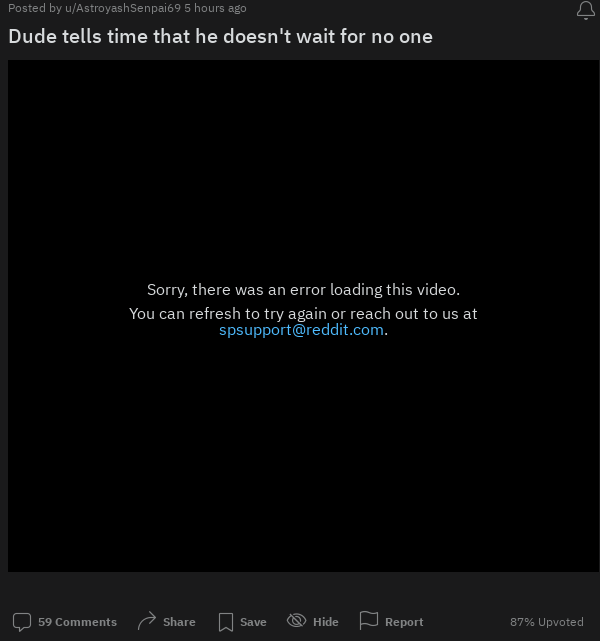 Posted by u/AstroyashSenpai69 5 hours ago
Dude tells time that he doesn't wait for no one
Sorry, there was an error loading this video.
You can refresh to try again or reach out to us at
spsupport@reddit.com.
59 Comments Share Save Hide Report 87% Upvoted